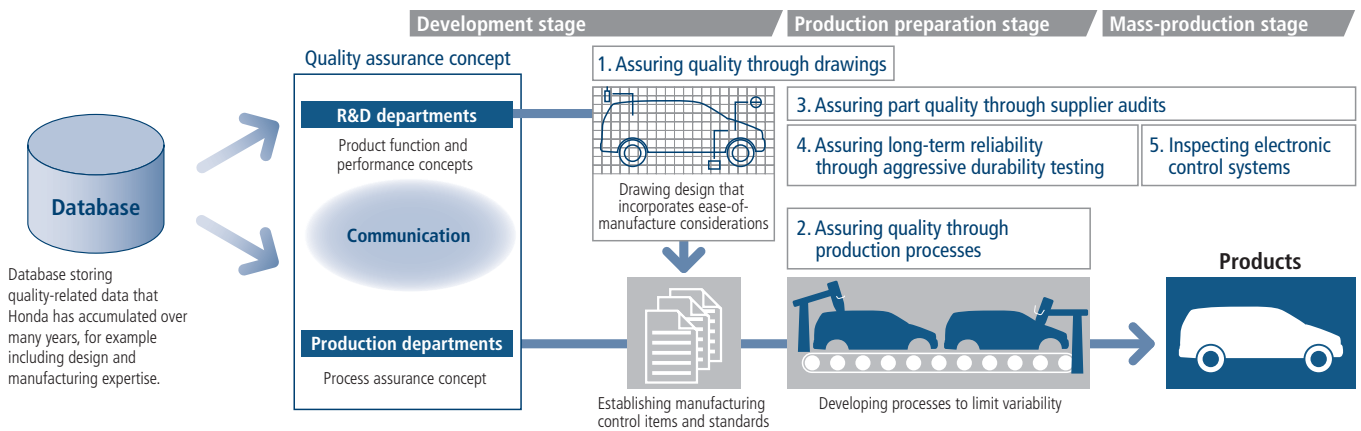 Development stage
Production preparation stage
Mass-production stage
Quality assurance concept
1. Assuring quality through drawings
R&D departments
Product function and
performance concepts
Communication
Production departments
Process assurance concept
Database
Database storing
quality-related data that
Honda has accumulated over
many years, for example
including design and
manufacturing expertise.
Drawing design that
incorporates ease-of-
manufacture considerations
3. Assuring part quality through supplier audits
4. Assuring long-term reliability
through aggressive durability testing
5. Inspecting electronic
control systems
2. Assuring quality through
production processes
Products
Establishing manufacturing
control items and standards
Developing processes to limit variability